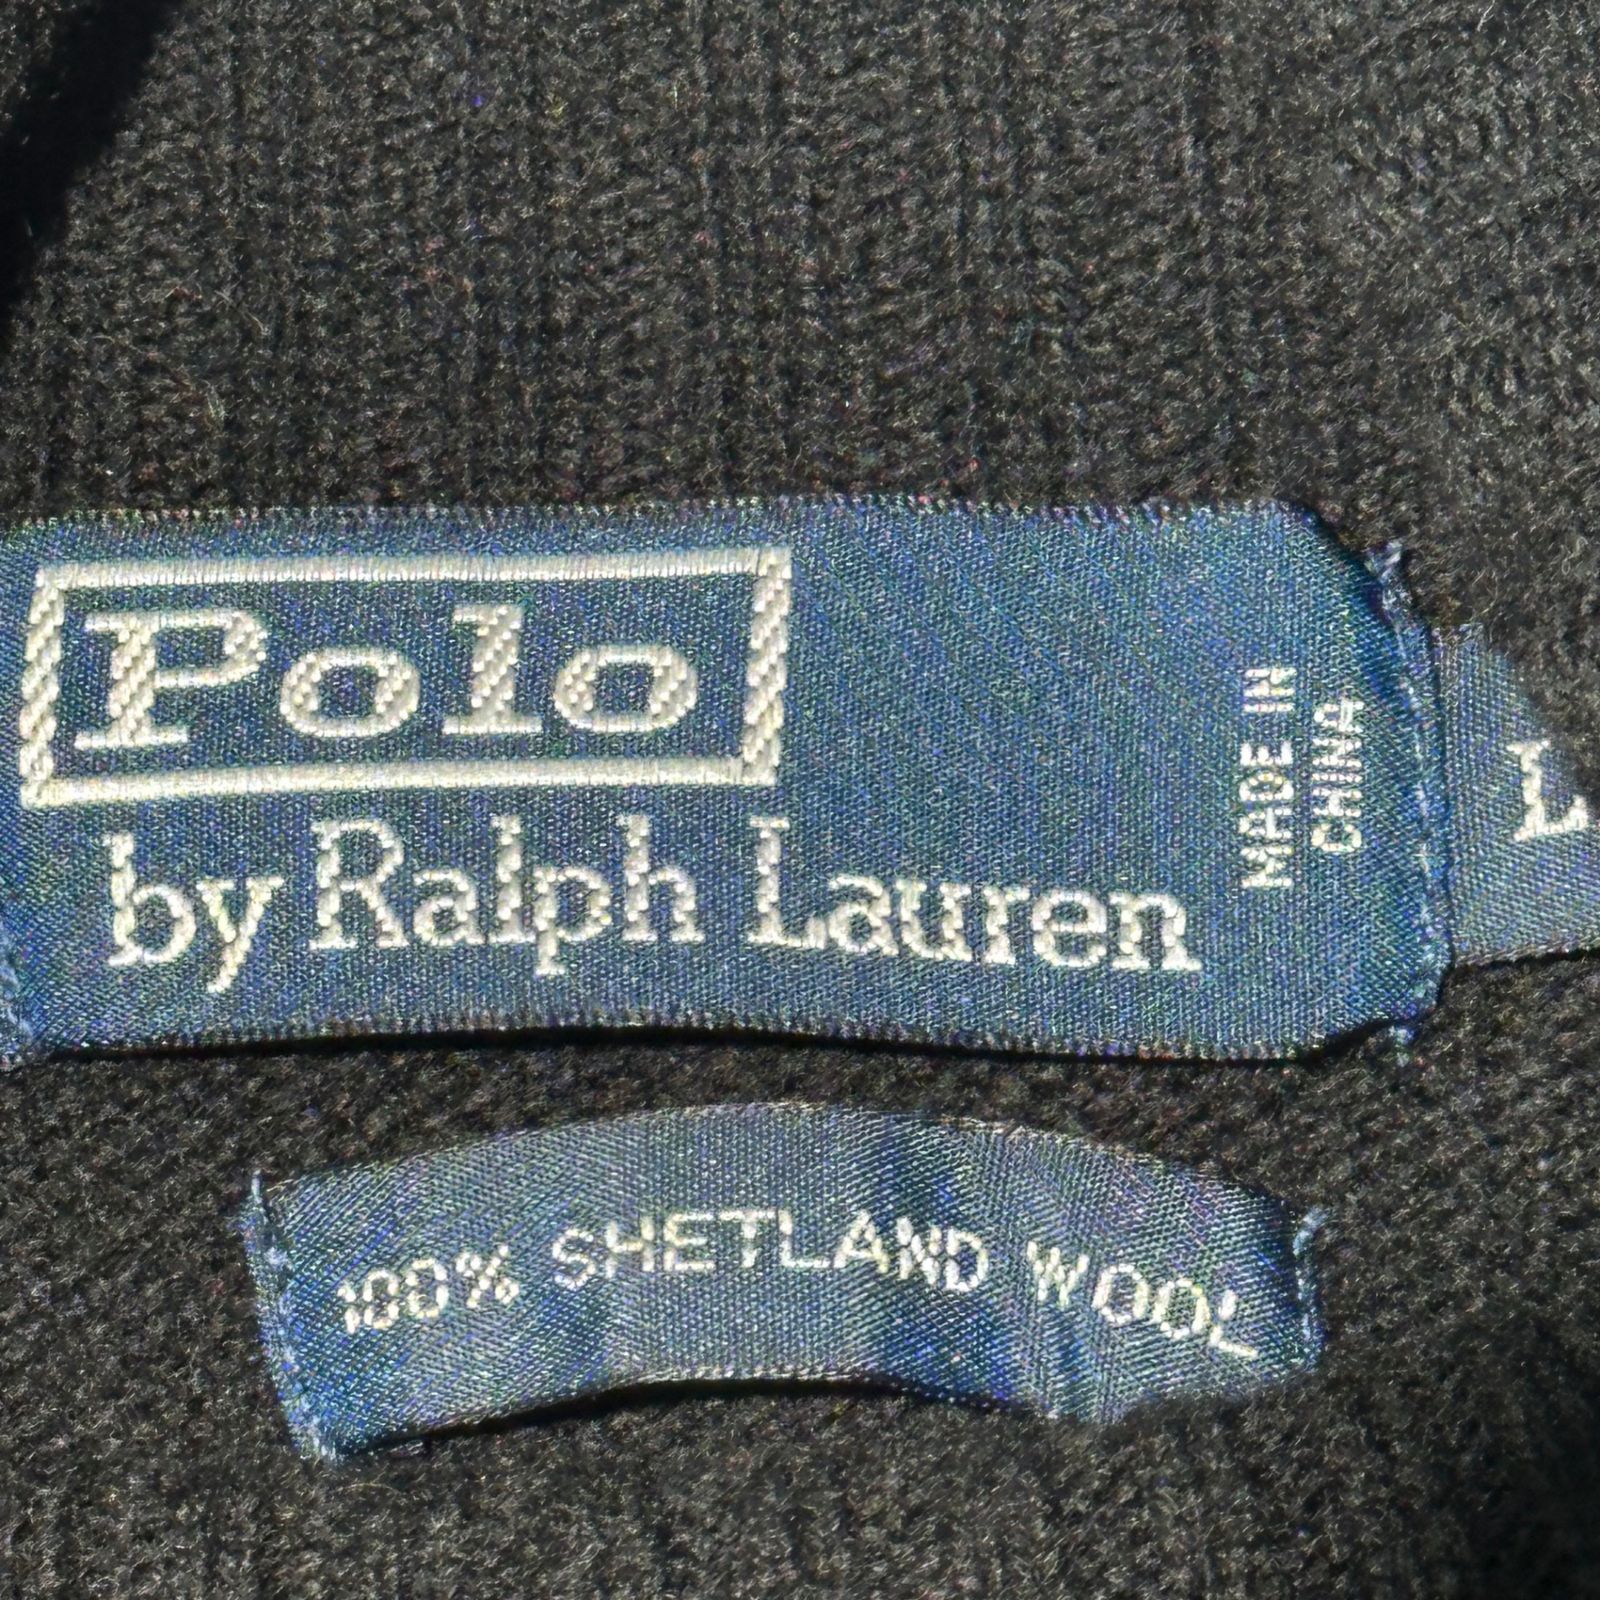 Polo
by Ralph Lauren
MADE IN
CHINA
L
100% SHETLAND WOOL